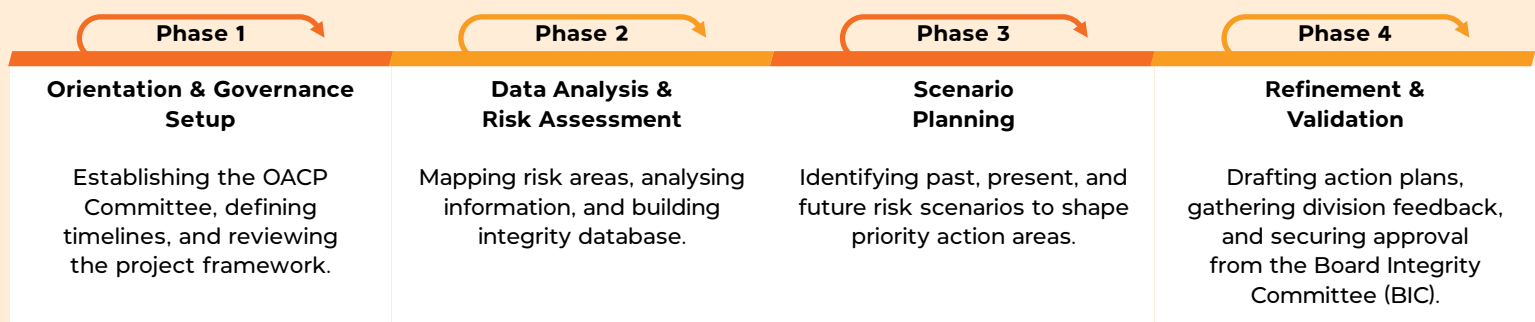 Phase 1
Orientation & Governance
Setup
Establishing the OACP
Committee, defining
timelines, and reviewing
the project framework.
Phase 2
Data Analysis &
Risk Assessment
Mapping risk areas, analysing
information, and building
integrity database.
Phase 3
Scenario
Planning
Identifying past, present, and
future risk scenarios to shape
priority action areas.
Phase 4
Refinement &
Validation
Drafting action plans,
gathering division feedback,
and securing approval
from the Board Integrity
Committee (BIC).